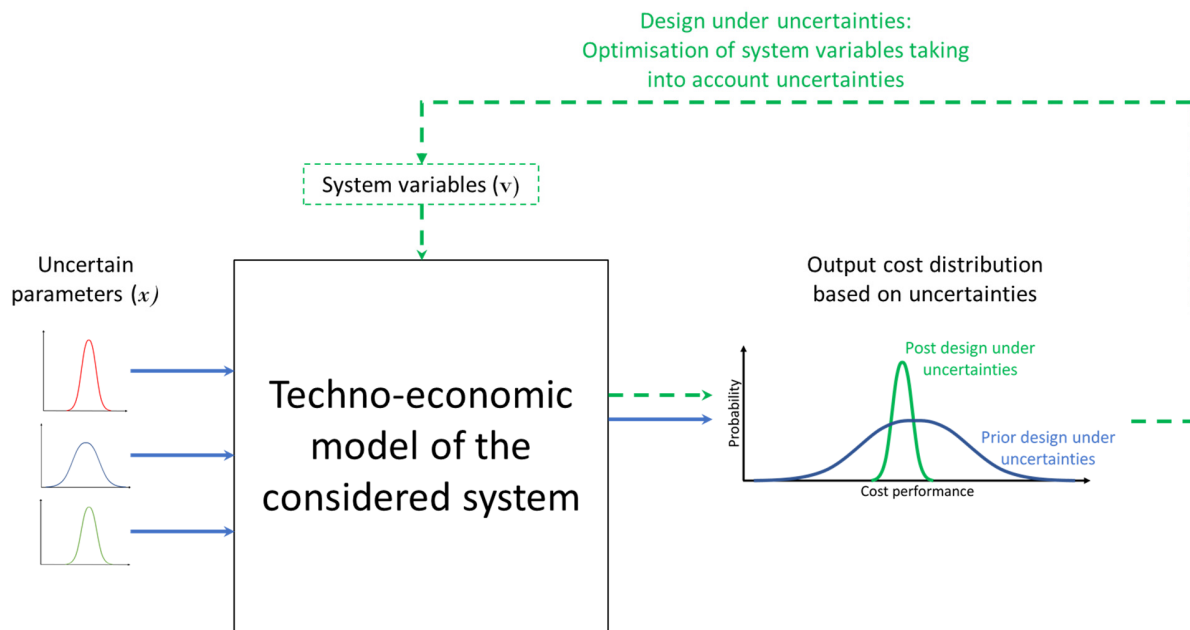 Design under uncertainties:
Optimisation of system variables taking
into account uncertainties
System variables (v)
Uncertain
parameters (x)
Techno-economic
model of the
considered system
Output cost distribution
based on uncertainties
Post design under
uncertainties
Probability
Prior design under
uncertainties
Cost performance